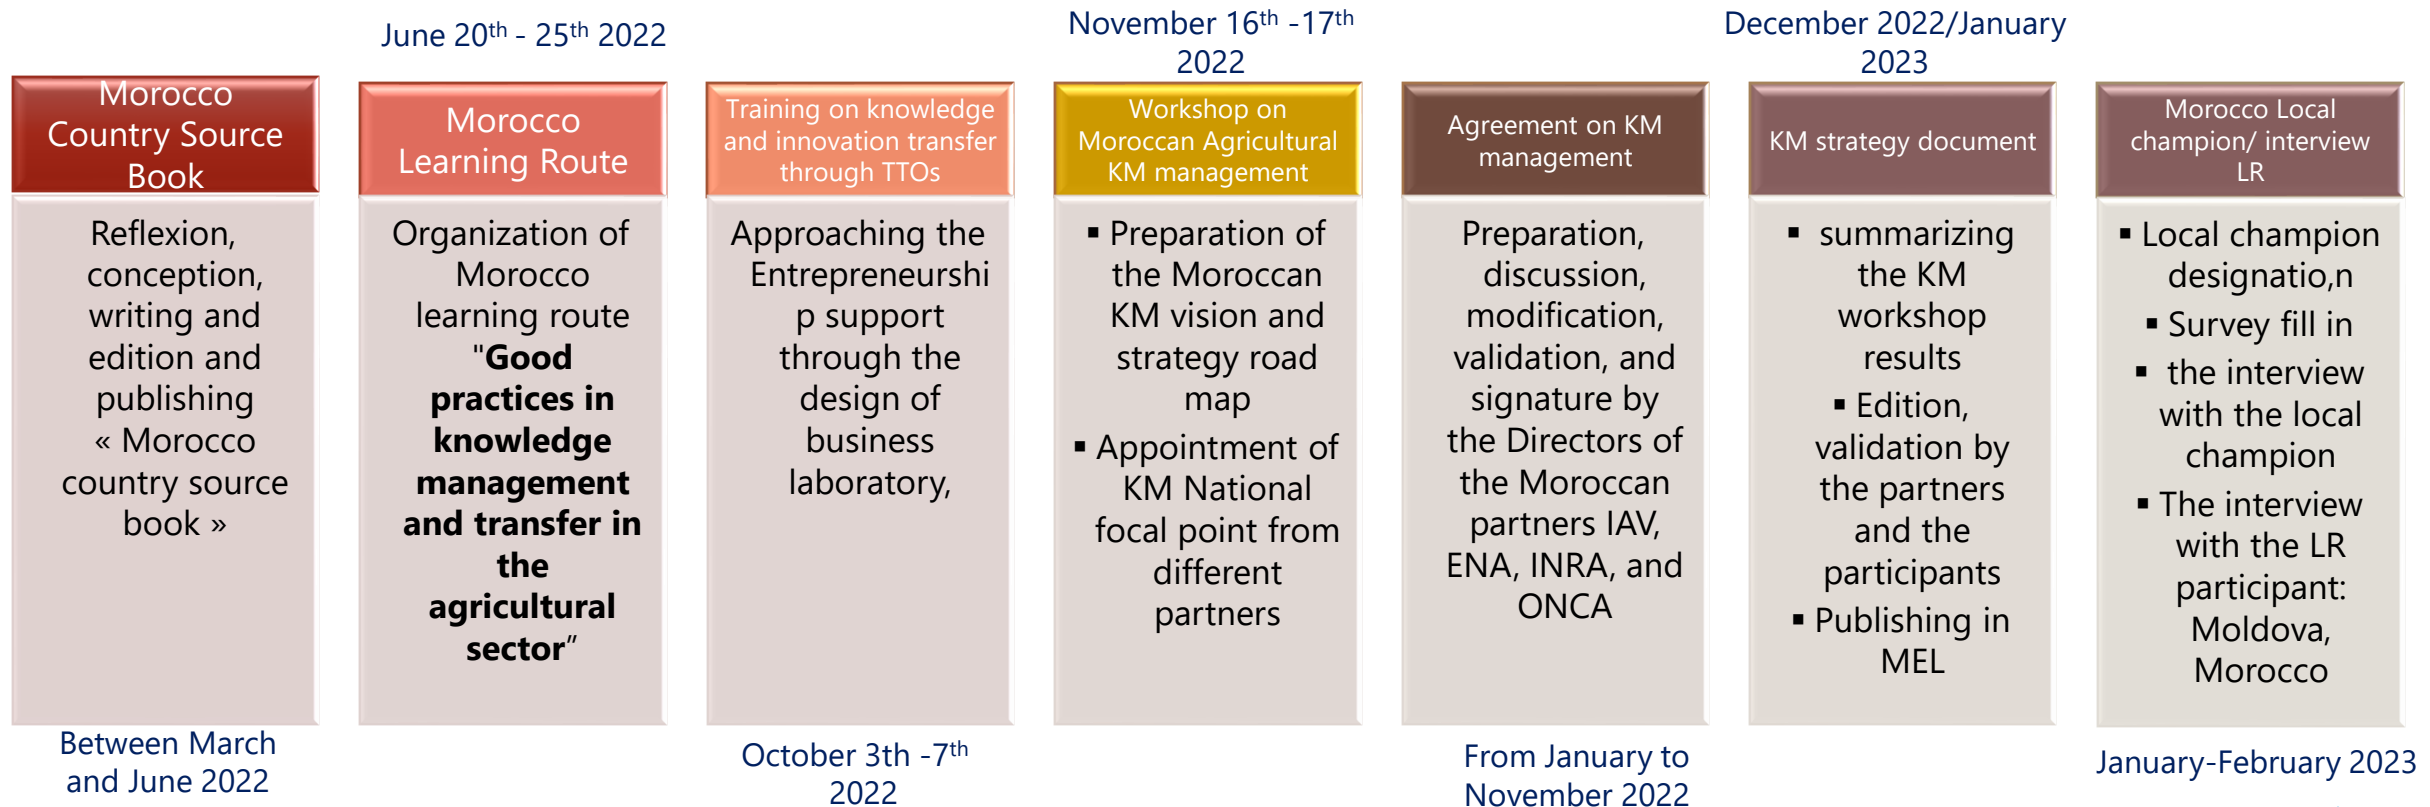 June 20th - 25th 2022
November 16th -17th
2022
December 2022/January
2023
Morocco
Country Source
Book
Morocco
Learning Route
Training on knowledge
and innovation transfer
through TTOs
Workshop on
Moroccan Agricultural
KM management
Agreement on KM
management
KM strategy document
Morocco Local
champion/ interview
LR
Reflexion,
conception,
writing and
edition and
publishing
« Morocco
country source
book »
Organization of
Morocco
learning route
"Good
practices in
knowledge
management
and transfer in
the
agricultural
sector”
Approaching the
Entrepreneurshi
p support
through the
design of
business
laboratory,
▪ Preparation of
the Moroccan
KM vision and
strategy road
map
▪ Appointment of
KM National
focal point from
different
partners
Preparation,
discussion,
modification,
validation, and
signature by
the Directors of
the Moroccan
partners IAV,
ENA, INRA, and
ONCA
▪ summarizing
the KM
workshop
results
▪ Edition,
validation by
the partners
and the
participants
▪ Publishing in
MEL
▪ Local champion
designatio,n
▪ Survey fill in
▪ the interview
with the local
champion
▪ The interview
with the LR
participant:
Moldova,
Morocco
Between March
and June 2022
October 3th -7th
2022
From January to
November 2022
January-February 2023